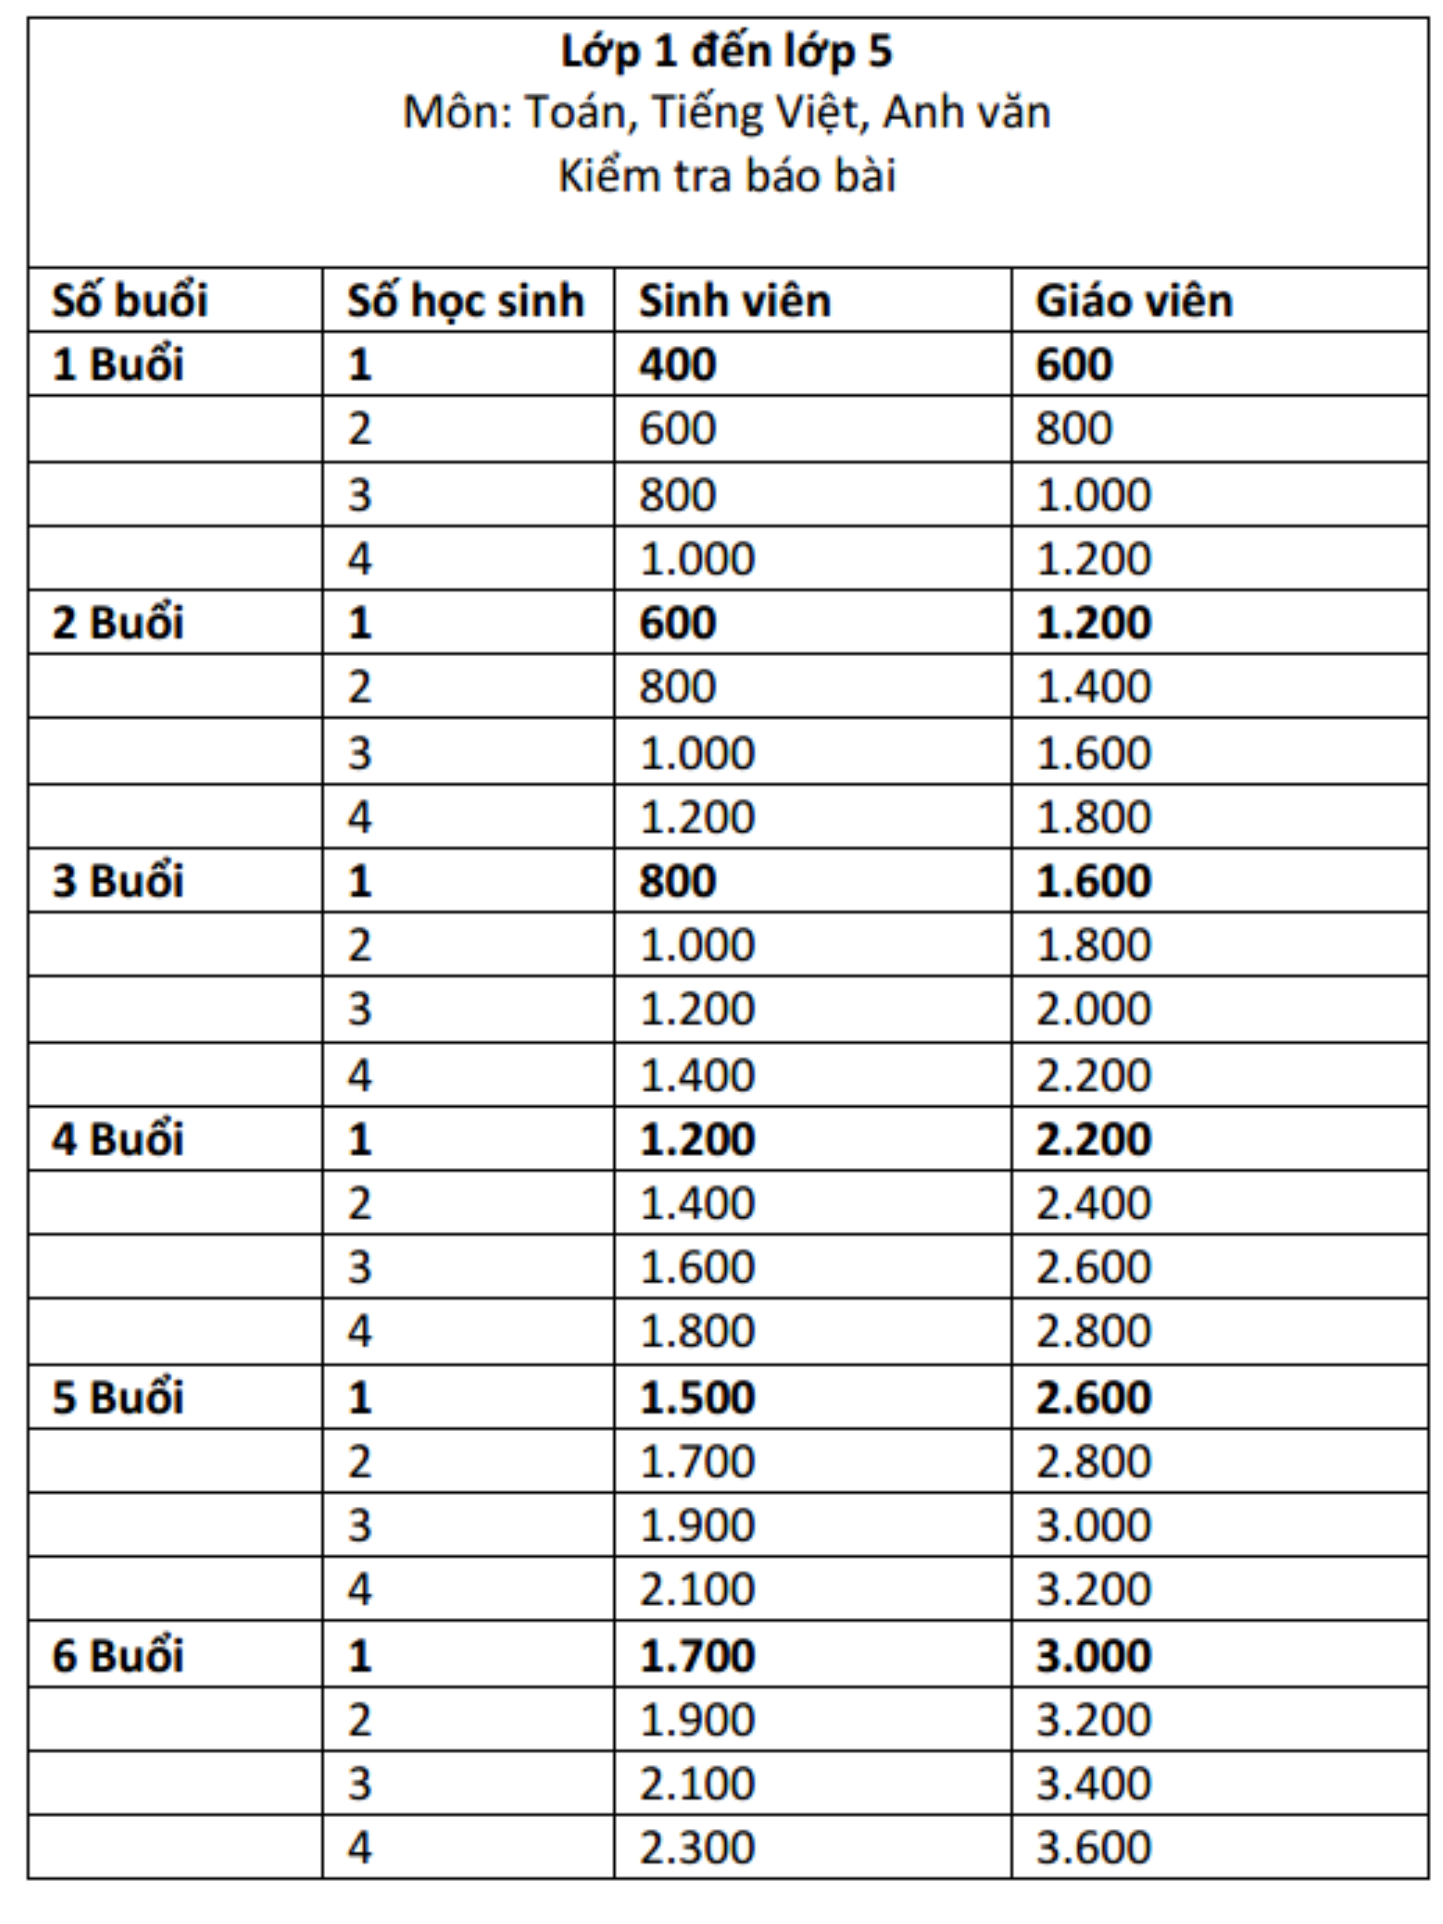 Lớp 1 đến lớp 5
Môn: Toán, Tiếng Việt, Anh văn
Kiểm tra báo bài
Số buổi Số học sinh Sinh viên Giáo viên
1 Buổi 1 400 600
2 600 800
3 800 1.000
4 1.000 1.200
2 Buổi 1 600 1.200
2 800 1.400
3 1.000 1.600
4 1.200 1.800
3 Buổi 1 800 1.600
2 1.000 1.800
3 1.200 2.000
4 1.400 2.200
4 Buổi 1 1.200 2.200
2 1.400 2.400
3 1.600 2.600
4 1.800 2.800
5 Buổi 1 1.500 2.600
2 1.700 2.800
3 1.900 3.000
4 2.100 3.200
6 Buổi 1 1.700 3.000
2 1.900 3.200
3 2.100 3.400
4 2.300 3.600